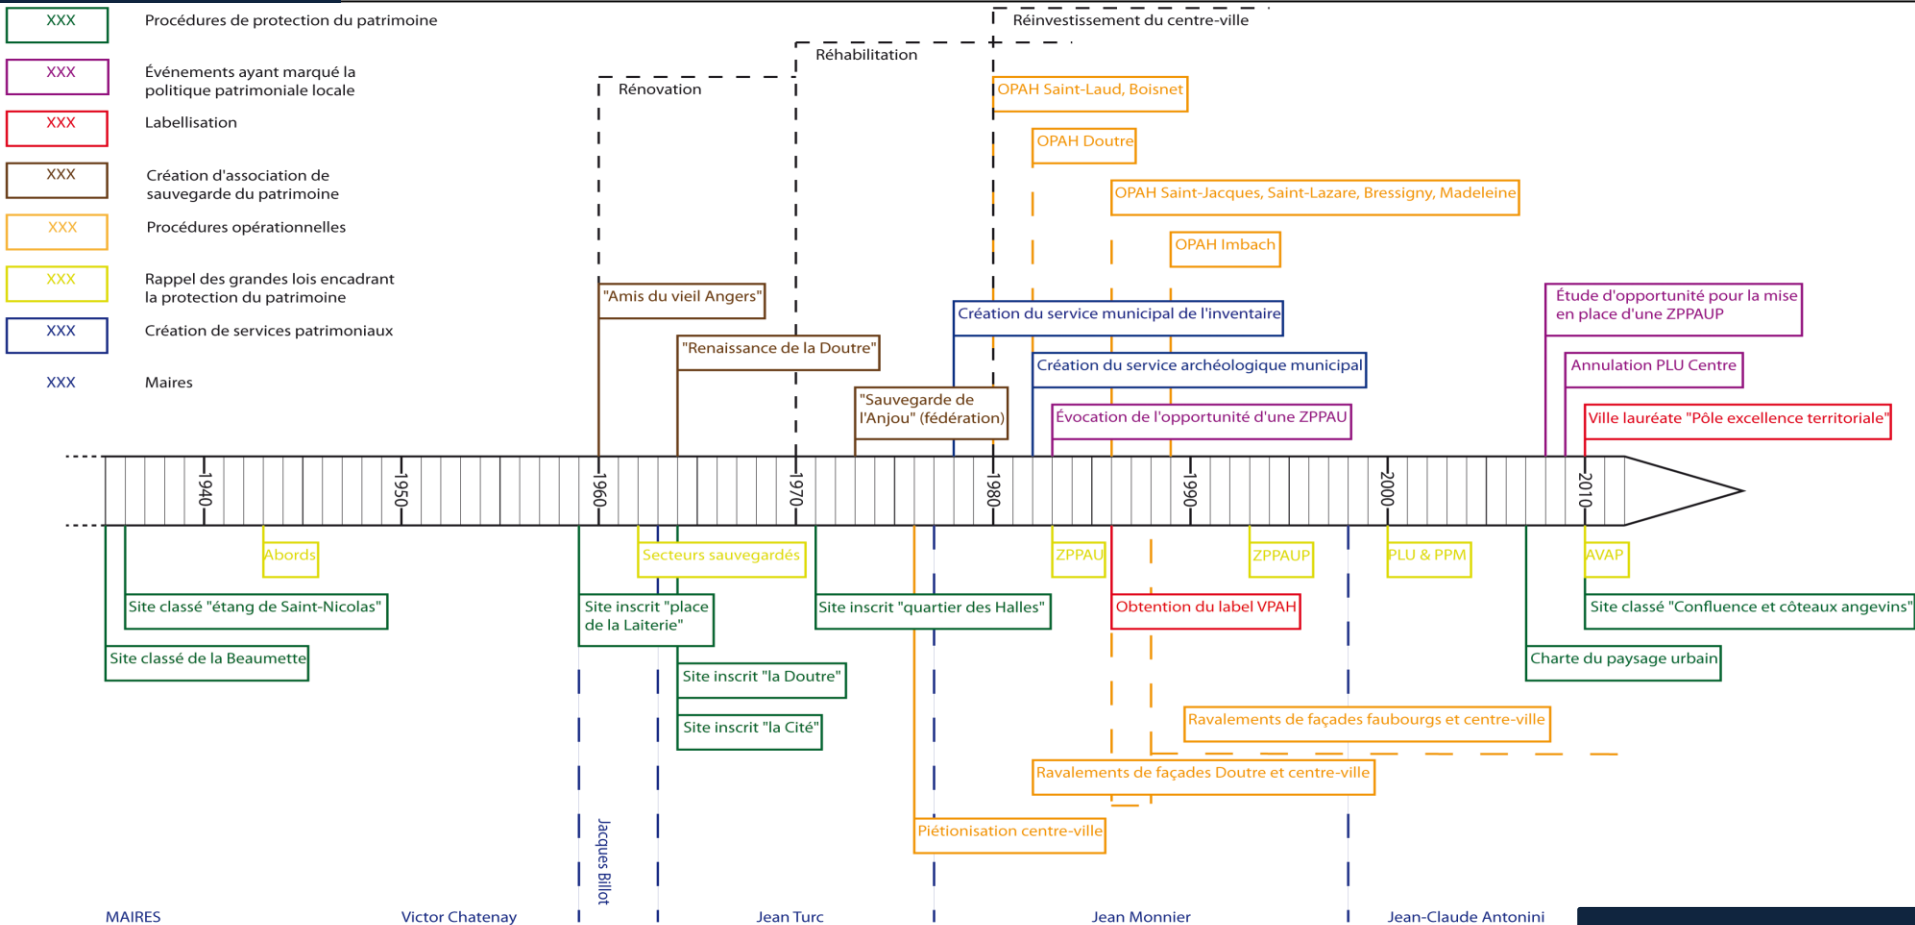 XXX
Procédures de protection du patrimoine
XXX
Événements ayant marqué la
politique patrimoniale locale
XXX
Labellisation
XXX
Création d'association de
sauvegarde du patrimoine
XXX
Procédures opérationnelles
XXX
Rappel des grandes lois encadrant
la protection du patrimoine
XXX
Création de services patrimoniaux
XXX
Maires
Réinvestissement du centre-ville
Réhabilitation
Rénovation
OPAH Saint-Laud, Boisnet
OPAH Doutre
OPAH Saint-Jacques, Saint-Lazare, Bressigny, Madeleine
OPAH Imbach
"Amis du vieil Angers"
"Renaissance de la Doutre"
"Sauvegarde de
l'Anjou" (fédération)
Création du service municipal de l'inventaire
Création du service archéologique municipal
Évocation de l'opportunité d'une ZPPAU
Étude d'opportunité pour la mise
en place d'une ZPPAUP
Annulation PLU Centre
Ville lauréate "Pôle excellence territoriale"
1940
1950
1960
1970
1980
1990
2000
2010
Abords
Secteurs sauvegardés
ZPPAU
ZPPAUP
PLU & PPM
AVAP
Site classé "étang de Saint-Nicolas"
Site inscrit "place
de la Laiterie"
Site inscrit "quartier des Halles"
Obtention du label VPAH
Site classé "Confluence et côteaux angevins"
Site classé de la Beaumette
Site inscrit "la Doutre"
Charte du paysage urbain
Site inscrit "la Cité"
Ravalements de façades faubourgs et centre-ville
Ravalements de façades Doutre et centre-ville
Piétionisation centre-ville
MAIRES
Victor Chatenay
Jacques Billot
Jean Turc
Jean Monnier
Jean-Claude Antonini